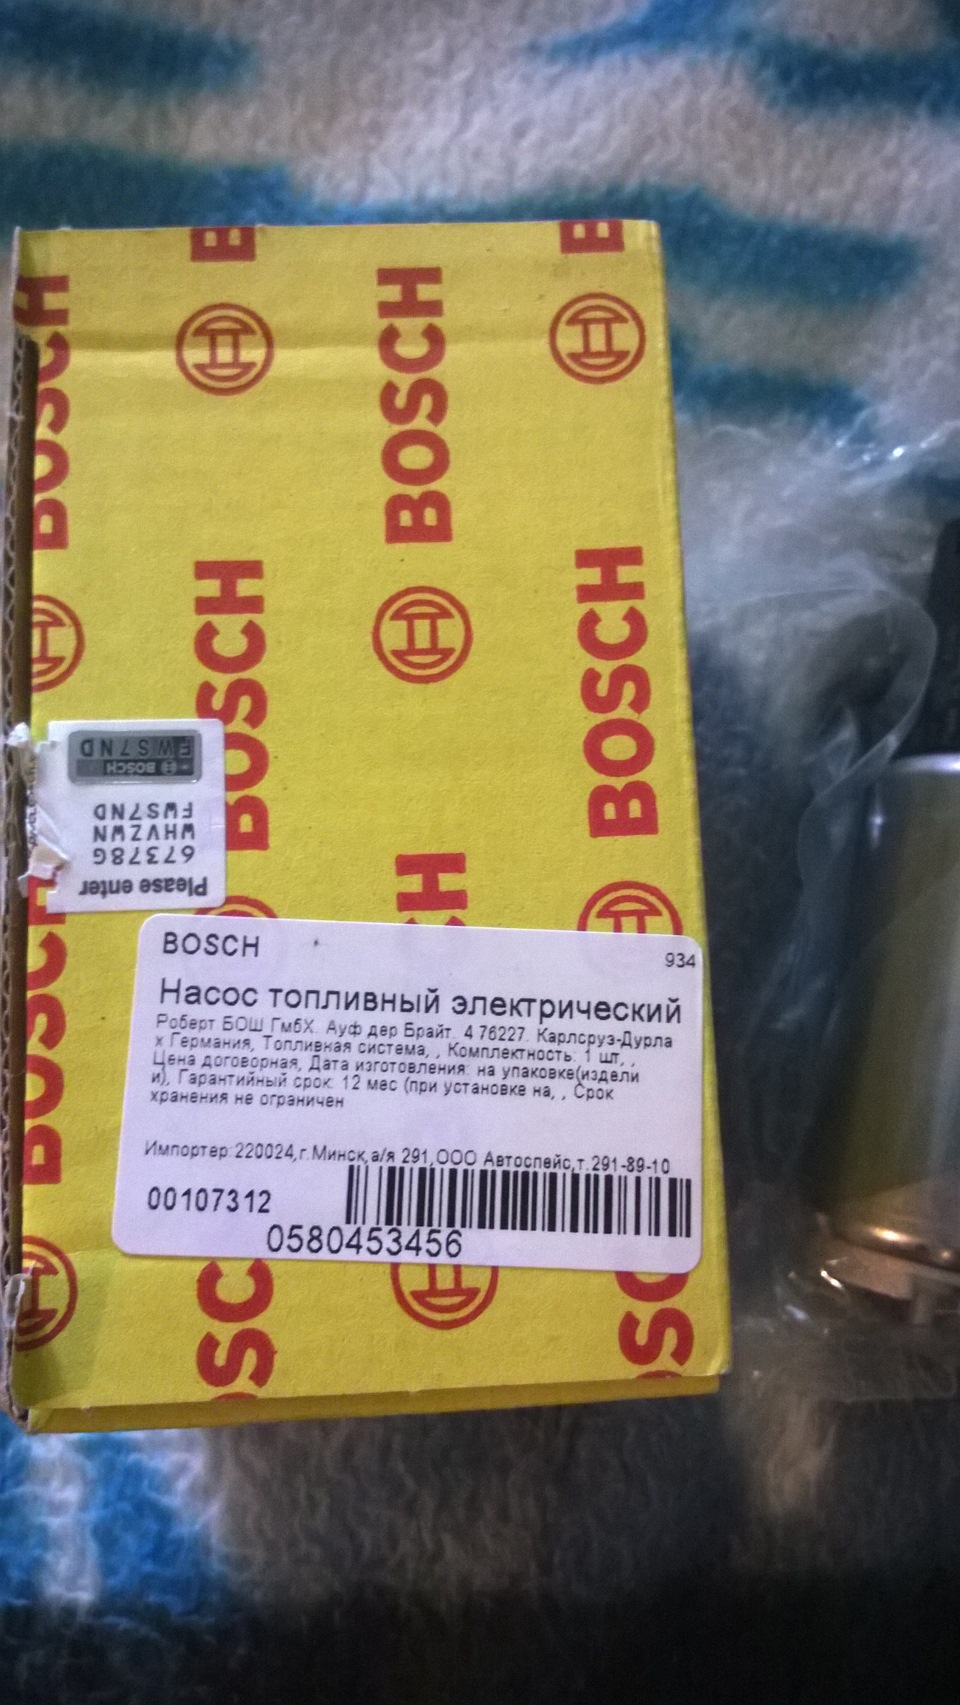 BOSCH
BOSCH
BOSCH
BOSCH
BOSCH
BOSCH
FWS7ND
Please enter
67378G
WHVZWN
FWS7ND
BOSCH
934
Насос топливный электрический
Роберт БОШ ГмбХ. Ауф дер Брайт. 4 76227. Карлсруэ-Дурла
х Германия, Топливная система, , Комплектность: 1 шт, ,
Цена договорная, Дата изготовления: на упаковке(издели
и), Гарантийный срок: 12 мес (при установке на, , Срок
хранения не ограничен
Импортер:220024,г.Минск,а/я 291,ООО Автоспейс,т.291-89-10
00107312
0580453456